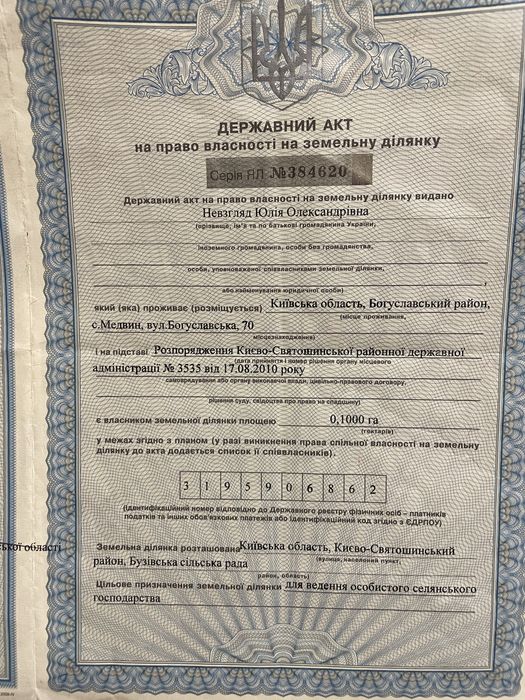 ДЕРЖАВНИЙ АКТ
на право власності на земельну ділянку
Серія ЯЛ №384620
Державний акт на право власності на земельну ділянку видано
Невзгляд Юлія Олександрівна
(прізвище, ім'я та по батькові громадянина України,
іноземного громадянина, особи без громадянства,
особи, уповноваженої співвласниками земельної ділянки,
або найменування юридичної особи)
який (яка) проживає (розміщується) Київська область, Богуславський район,
(місце проживання,
с.Медвин, вул.Богуславська, 70
місцезнаходження)
і на підставі Розпорядження Києво-Святошинської районної державної
(дата прийняття и номер рішення органу місцевого
адміністрації № 3535 від 17.08.2010 року
самоврядування або органу виконавчої влади, цивільно-правового договору,
рішення суду, свідоцтва про право на спадщину)
є власником земельної ділянки площею 0,1000 га
(гектарів)
у межах згідно з планом (у разі виникнення права спільної власності на земельну
ділянку до акта додається список її співвласників).
3 1 9 5 9 0 6 8 6 2
(ідентифікаційний номер відповідно до Державного реєстру фізичних осіб – платників
податків та інших обов'язкових платежів або ідентифікаційний код згідно з ЄДРПОУ)
ської області
Земельна ділянка розташована Київська область, Києво-Святошинський
(вулиця, населений пункт,
район, Бузівська сільська рада
район, область)
Цільове призначення земельної ділянки для ведення особистого селянського
господарства